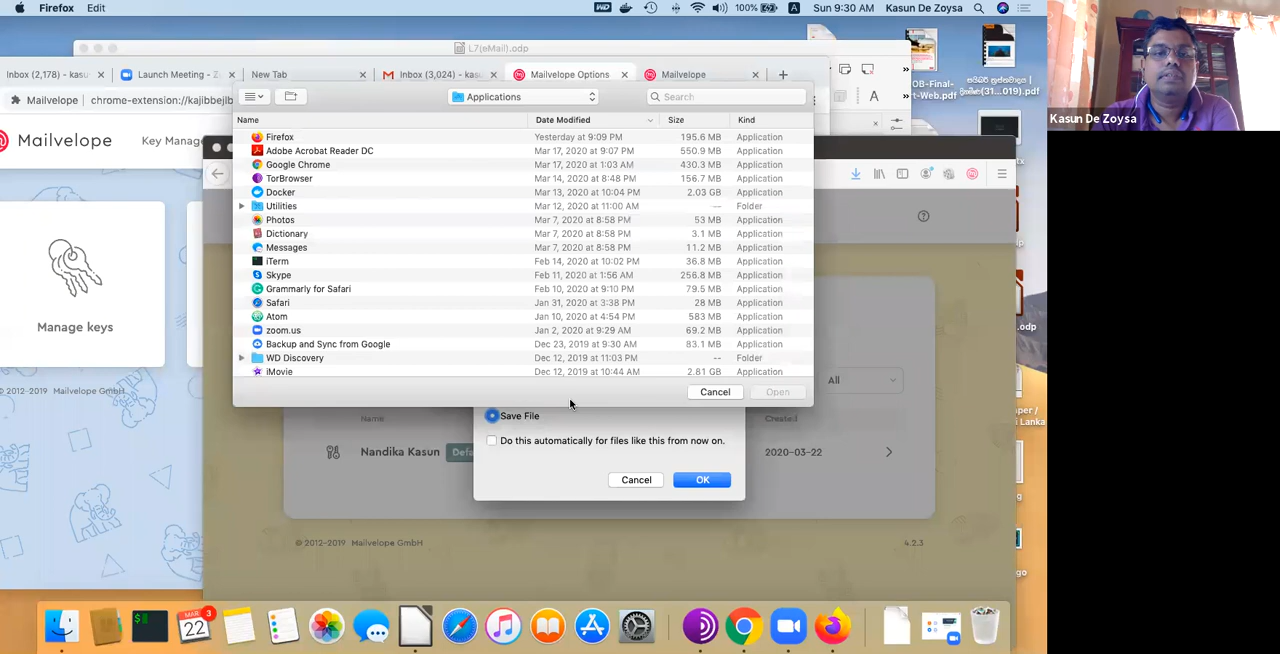 Firefox Edit
100%
Sun 9:30 AM Kasun De Zoysa
L7(eMail).odp
Inbox (2,178) - kasu
Launch Meeting - Z
New Tab
Inbox (3,024) - kasu
Mailvelope Options
Mailvelope
Mailvelope
chrome-extension://kajibbejlb
Applications
Search
Mailvelope
Key Manag
Name
Date Modified
Size
Kind
Firefox Yesterday at 9:09 PM 195.6 MB Application
Adobe Acrobat Reader DC Mar 17, 2020 at 9:07 PM 550.9 MB Application
Google Chrome Mar 17, 2020 at 1:03 AM 430.3 MB Application
TorBrowser Mar 14, 2020 at 8:48 PM 156.7 MB Application
Docker Mar 13, 2020 at 10:04 PM 2.03 GB Application
Utilities Mar 12, 2020 at 11:00 AM -- Folder
Photos Mar 7, 2020 at 8:58 PM 53 MB Application
Dictionary Mar 7, 2020 at 8:58 PM 3.1 MB Application
Messages Mar 7, 2020 at 8:58 PM 11.2 MB Application
iTerm Feb 14, 2020 at 10:02 PM 36.8 MB Application
Skype Feb 11, 2020 at 1:56 AM 256.8 MB Application
Grammarly for Safari Feb 10, 2020 at 9:10 PM 79.5 MB Application
Safari Jan 31, 2020 at 3:38 PM 28 MB Application
Atom Jan 10, 2020 at 4:54 PM 583 MB Application
zoom.us Jan 2, 2020 at 9:29 AM 69.2 MB Application
Backup and Sync from Google Dec 23, 2019 at 9:30 AM 83.1 MB Application
WD Discovery Dec 12, 2019 at 11:03 PM -- Folder
iMovie Dec 12, 2019 at 10:44 AM 2.81 GB Application
Cancel
Open
Manage keys
© 2012-2019 Mailvelope GmbH
All
Save File
Name
Created
Do this automatically for files like this from now on.
Nandika Kasun
Defa
2020-03-22
Cancel
OK
© 2012-2019 Mailvelope GmbH
4.2.3
OB-Final-
rt-Web.pdf
(31...019).pdf
.odp
aper /
i Lanka
MAR
22
3
Kasun De Zoysa